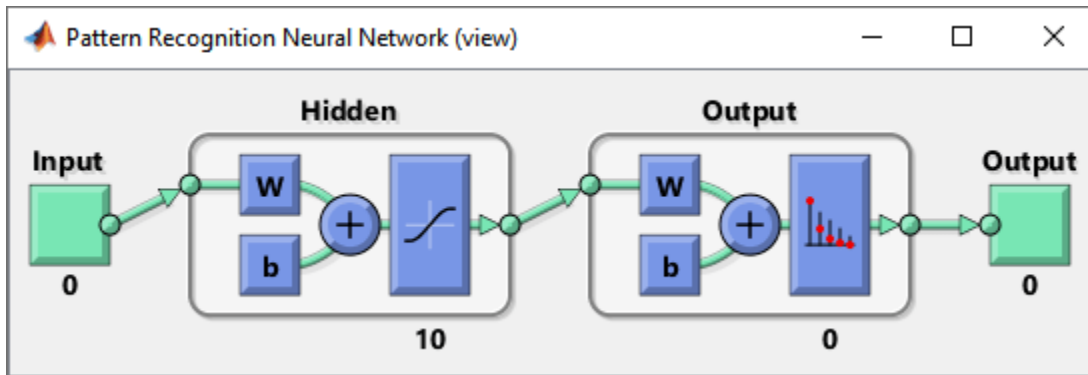 Pattern Recognition Neural Network (view)
Hidden
Output
Input
Output
W
W
b
b
0
0
10
0